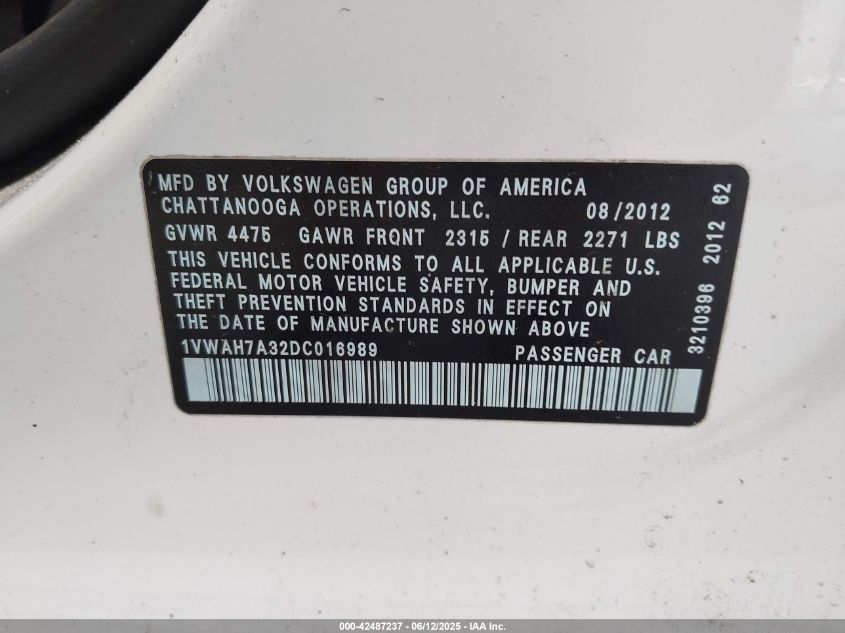 MFD BY VOLKSWAGEN GROUP OF AMERICA
CHATTANOOGA OPERATIONS, LLC. 08/2012
GVWR 4475 GAWR FRONT 2315 / REAR 2271 LBS
THIS VEHICLE CONFORMS TO ALL APPLICABLE U.S.
FEDERAL MOTOR VEHICLE SAFETY, BUMPER AND
THEFT PREVENTION STANDARDS IN EFFECT ON
THE DATE OF MANUFACTURE SHOWN ABOVE
1VWAH7A32DC016989 PASSENGER CAR
3210396 2012 62
000-42487237 - 06/12/2025 - IAA Inc.